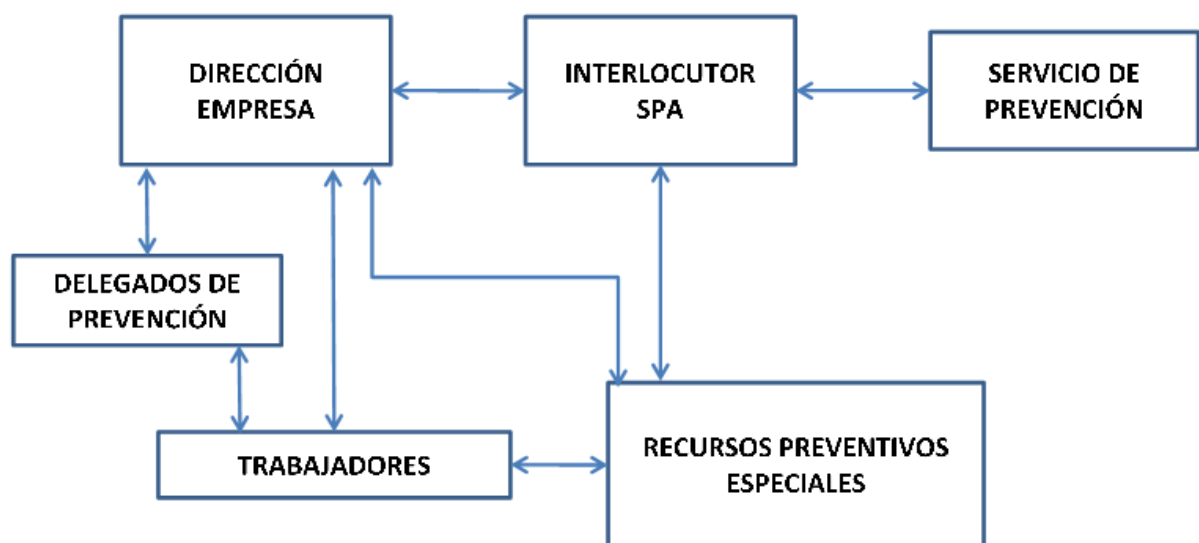 DIRECCIÓN
EMPRESA
INTERLOCUTOR
SPA
SERVICIO DE
PREVENCIÓN
DELEGADOS DE
PREVENCIÓN
TRABAJADORES
RECURSOS PREVENTIVOS
ESPECIALES